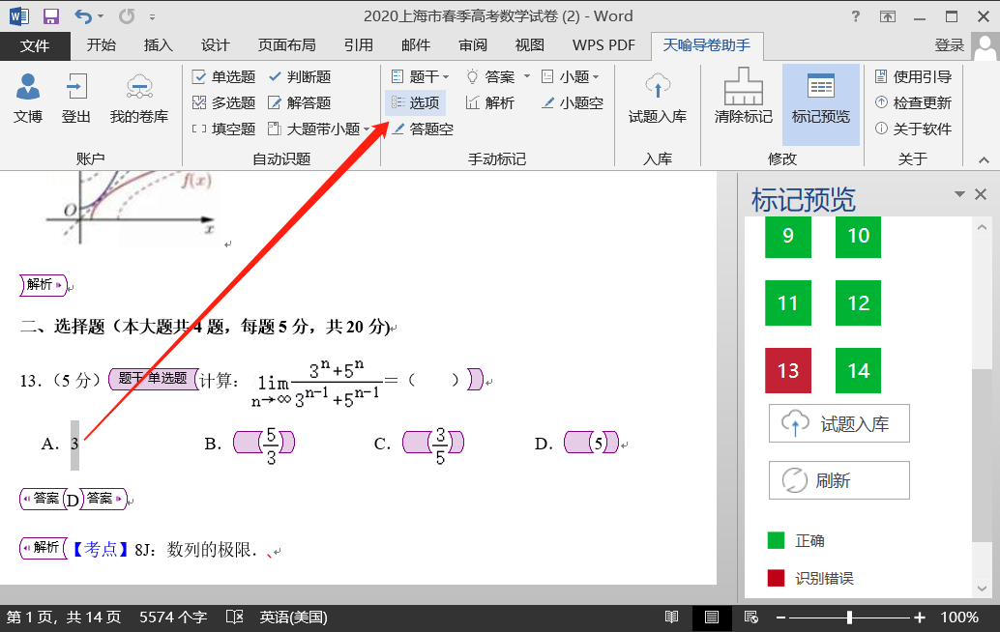 2020上海市春季高考数学试卷 (2) - Word
文件 开始 插入 设计 页面布局 引用 邮件 审阅 视图 WPS PDF 天喻导卷助手 登录
文博 登出 我的卷库
账户
单选题 判断题
多选题 解答题
填空题 大题带小题
自动识题
题干 答案 小题
选项 解析 小题空
答题空
手动标记
试题入库
入库
清除标记 标记预览
修改
使用引导
检查更新
关于软件
关于
f(x)
O
x
解析
二、选择题（本大题共 4 题，每题 5 分，共 20 分)
13.（5 分）题干 单选题 计算： lim n→∞ (3^n+5^n)/(3^(n-1)+5^(n-1)) =（ ）
A．3 B．5/3 C．3/5 D．5
答案 D 答案
解析 【考点】8J：数列的极限．、
标记预览
9 10
11 12
13 14
试题入库
刷新
正确
识别错误
第 1 页，共 14 页 5574 个字 英语(美国) 100%